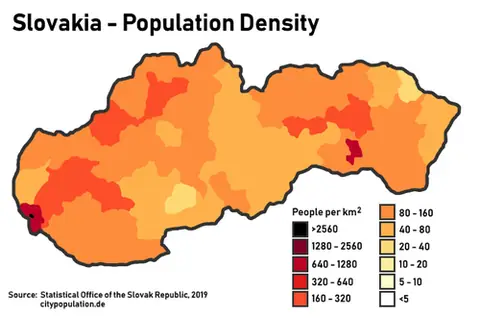 Slovakia - Population Density
People per km²
>2560
1280 - 2560
640 - 1280
320 - 640
160 - 320
80 - 160
40 - 80
20 - 40
10 - 20
5 - 10
<5
Source: Statistical Office of the Slovak Republic, 2019
citypopulation.de